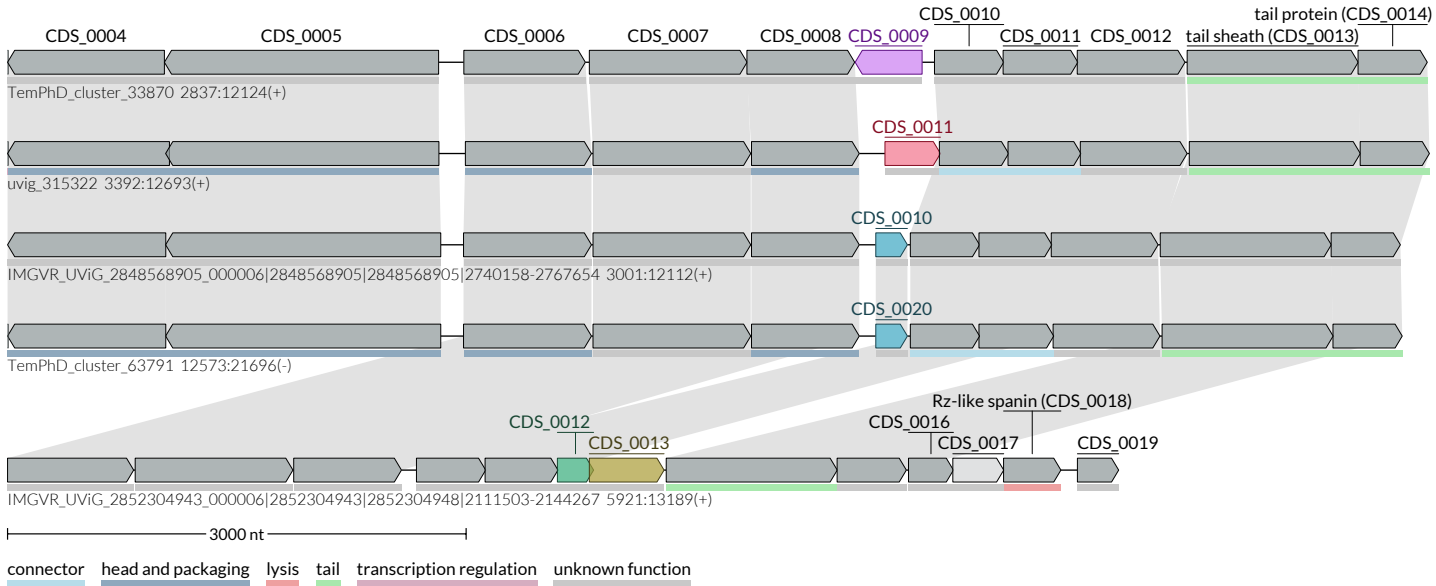 CDS_0004 CDS_0005 CDS_0006 CDS_0007 CDS_0008 CDS_0009 CDS_0010 CDS_0011 CDS_0012 tail sheath (CDS_0013) tail protein (CDS_0014)
TemPhD_cluster_33870 2837:12124(+)
CDS_0011
uvig_315322 3392:12693(+)
CDS_0010
IMGVR_UViG_2848568905_000006|2848568905|2848568905|2740158-2767654 3001:12112(+)
CDS_0020
TemPhD_cluster_63791 12573:21696(-)
CDS_0012 CDS_0013 CDS_0016 CDS_0017 Rz-like spanin (CDS_0018) CDS_0019
IMGVR_UViG_2852304943_000006|2852304943|2852304948|2111503-2144267 5921:13189(+)
3000 nt
connector head and packaging lysis tail transcription regulation unknown function